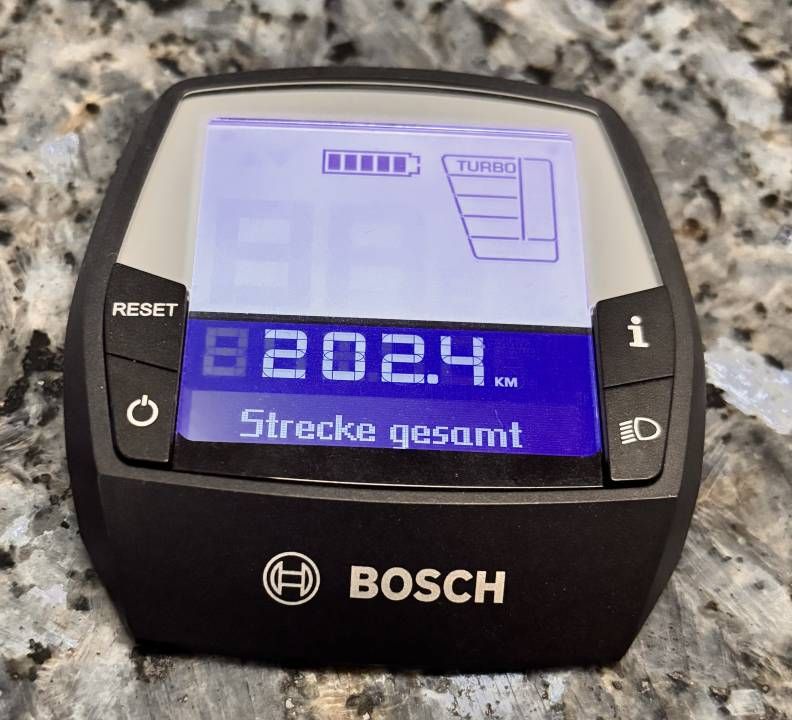 TURBO
RESET
i
202.4 KM
Strecke gesamt
BOSCH